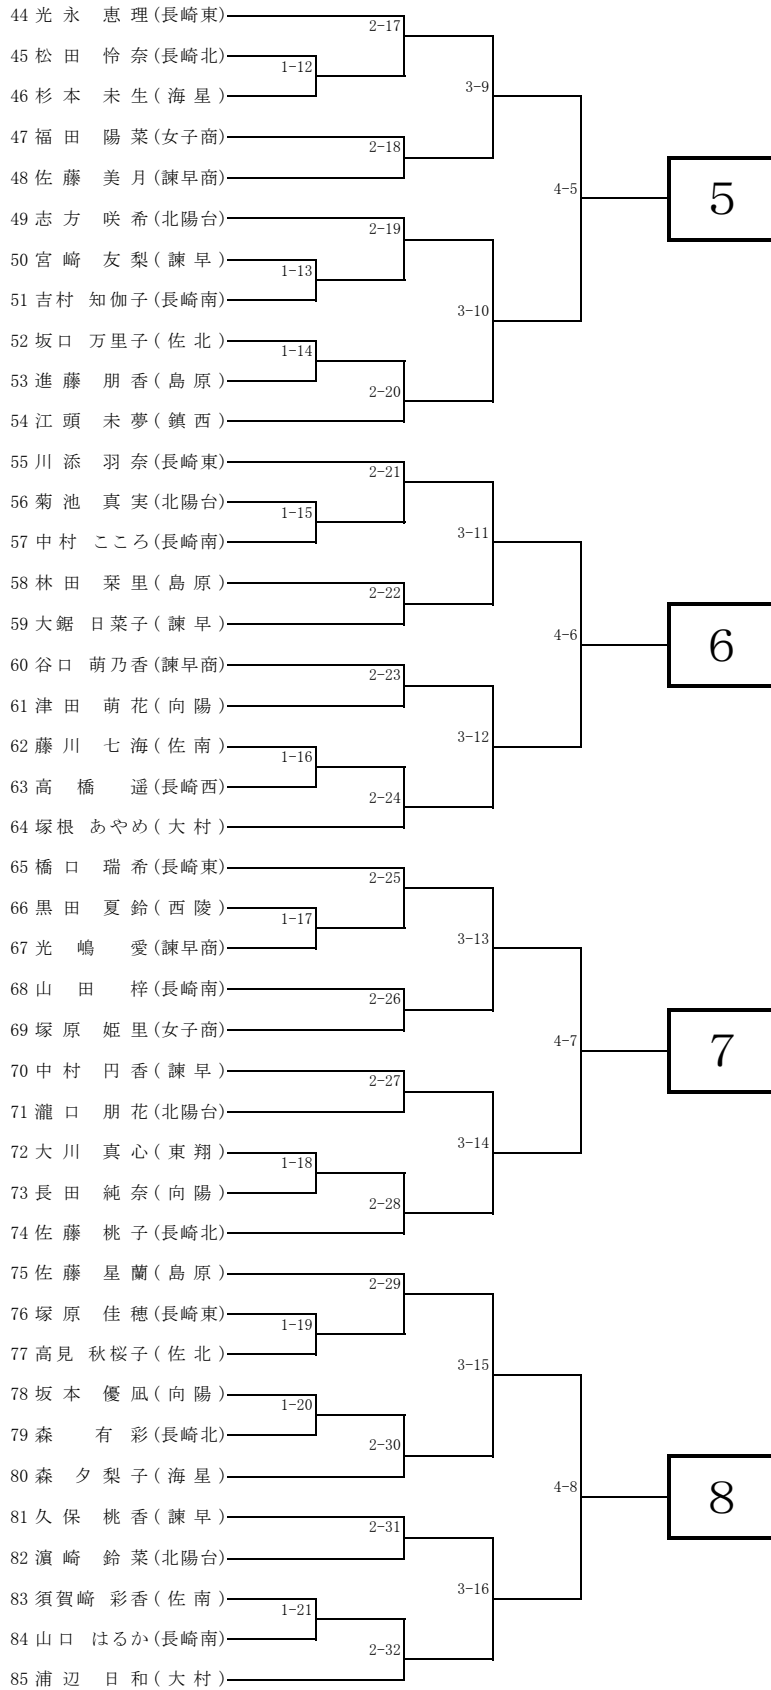 44 光永 恵理(長崎東)
2-17
45 松田 怜奈(長崎北)
1-12
46 杉本 未生(海星)
3-9
47 福田 陽菜(女子商)
2-18
48 佐藤 美月(諫早商)
4-5
5
49 志方 咲希(北陽台)
2-19
50 宮﨑 友梨(諫早)
1-13
51 吉村 知伽子(長崎南)
3-10
52 坂口 万里子(佐北)
1-14
53 進藤 朋香(島原)
2-20
54 江頭 未夢(鎮西)
55 川添 羽奈(長崎東)
2-21
56 菊池 真実(北陽台)
1-15
57 中村 こころ(長崎南)
3-11
58 林田 栞里(島原)
2-22
59 大鋸 日菜子(諫早)
4-6
6
60 谷口 萌乃香(諫早商)
2-23
61 津田 萌花(向陽)
3-12
62 藤川 七海(佐南)
1-16
63 高橋 遥(長崎西)
2-24
64 塚根 あやめ(大村)
65 橋口 瑞希(長崎東)
2-25
66 黒田 夏鈴(西陵)
1-17
67 光嶋 愛(諫早商)
3-13
68 山田 梓(長崎南)
2-26
69 塚原 姫里(女子商)
4-7
7
70 中村 円香(諫早)
2-27
71 瀧口 朋花(北陽台)
3-14
72 大川 真心(東翔)
1-18
73 長田 純奈(向陽)
2-28
74 佐藤 桃子(長崎北)
75 佐藤 星蘭(島原)
2-29
76 塚原 佳穂(長崎東)
1-19
77 高見 秋桜子(佐北)
3-15
78 坂本 優凪(向陽)
1-20
79 森 有彩(長崎北)
2-30
80 森 夕梨子(海星)
4-8
8
81 久保 桃香(諫早)
2-31
82 濵崎 鈴菜(北陽台)
3-16
83 須賀﨑 彩香(佐南)
1-21
84 山口 はるか(長崎南)
2-32
85 浦辺 日和(大村)